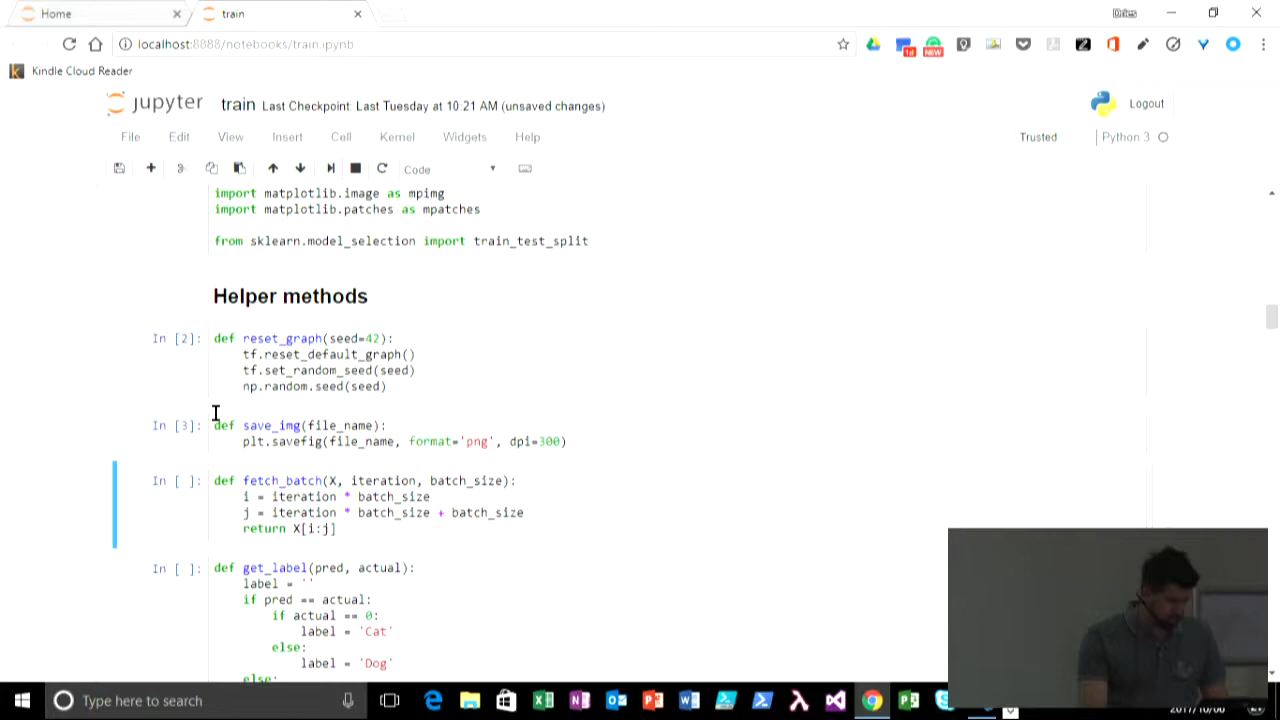 Home
train
localhost:8888/notebooks/train.ipynb
NEW
Kindle Cloud Reader
jupyter train Last Checkpoint: Last Tuesday at 10:21 AM (unsaved changes)
Logout
File Edit View Insert Cell Kernel Widgets Help
Trusted
Python 3
Code
import matplotlib.image as mpimg
import matplotlib.patches as mpatches
from sklearn.model_selection import train_test_split
Helper methods
In [2]: def reset_graph(seed=42):
tf.reset_default_graph()
tf.set_random_seed(seed)
np.random.seed(seed)
In [3]: def save_img(file_name):
plt.savefig(file_name, format='png', dpi=300)
In [ ]: def fetch_batch(X, iteration, batch_size):
i = iteration * batch_size
j = iteration * batch_size + batch_size
return X[i:j]
In [ ]: def get_label(pred, actual):
label = ''
if pred == actual:
if actual == 0:
label = 'Cat'
else:
label = 'Dog'
else:
Type here to search